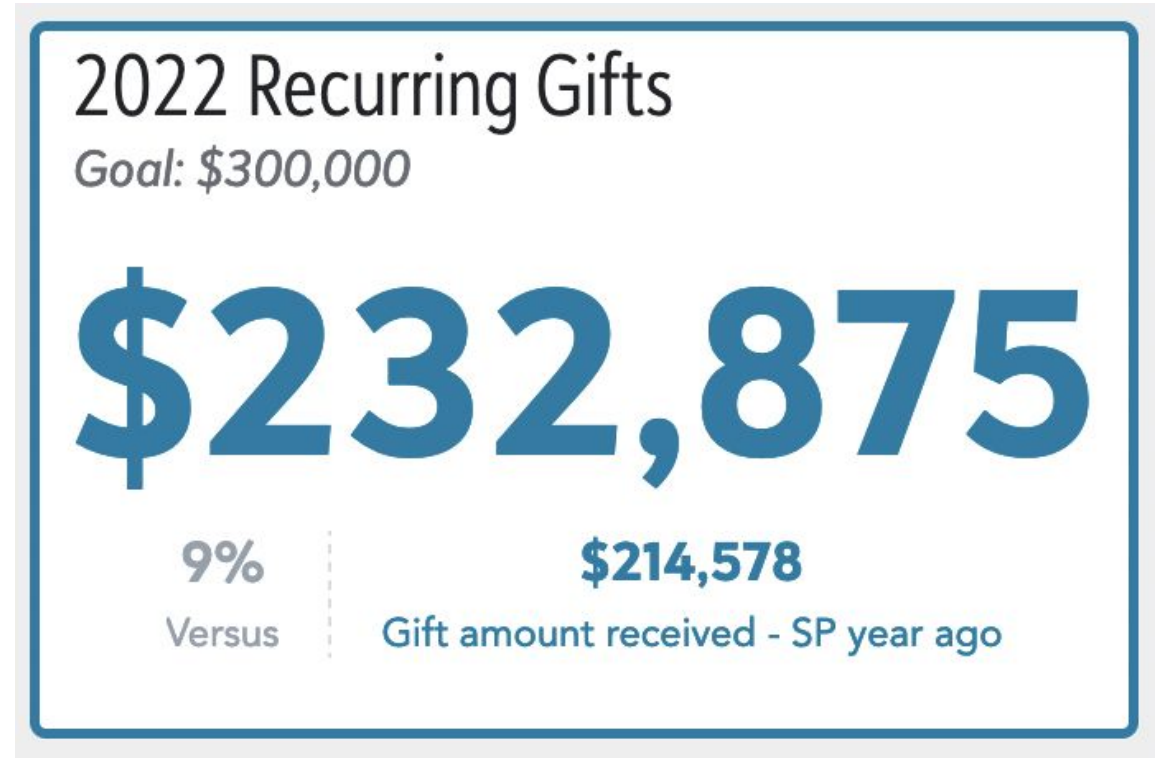 2022 Recurring Gifts
Goal: $300,000
$232,875
9%
Versus
$214,578
Gift amount received - SP year ago